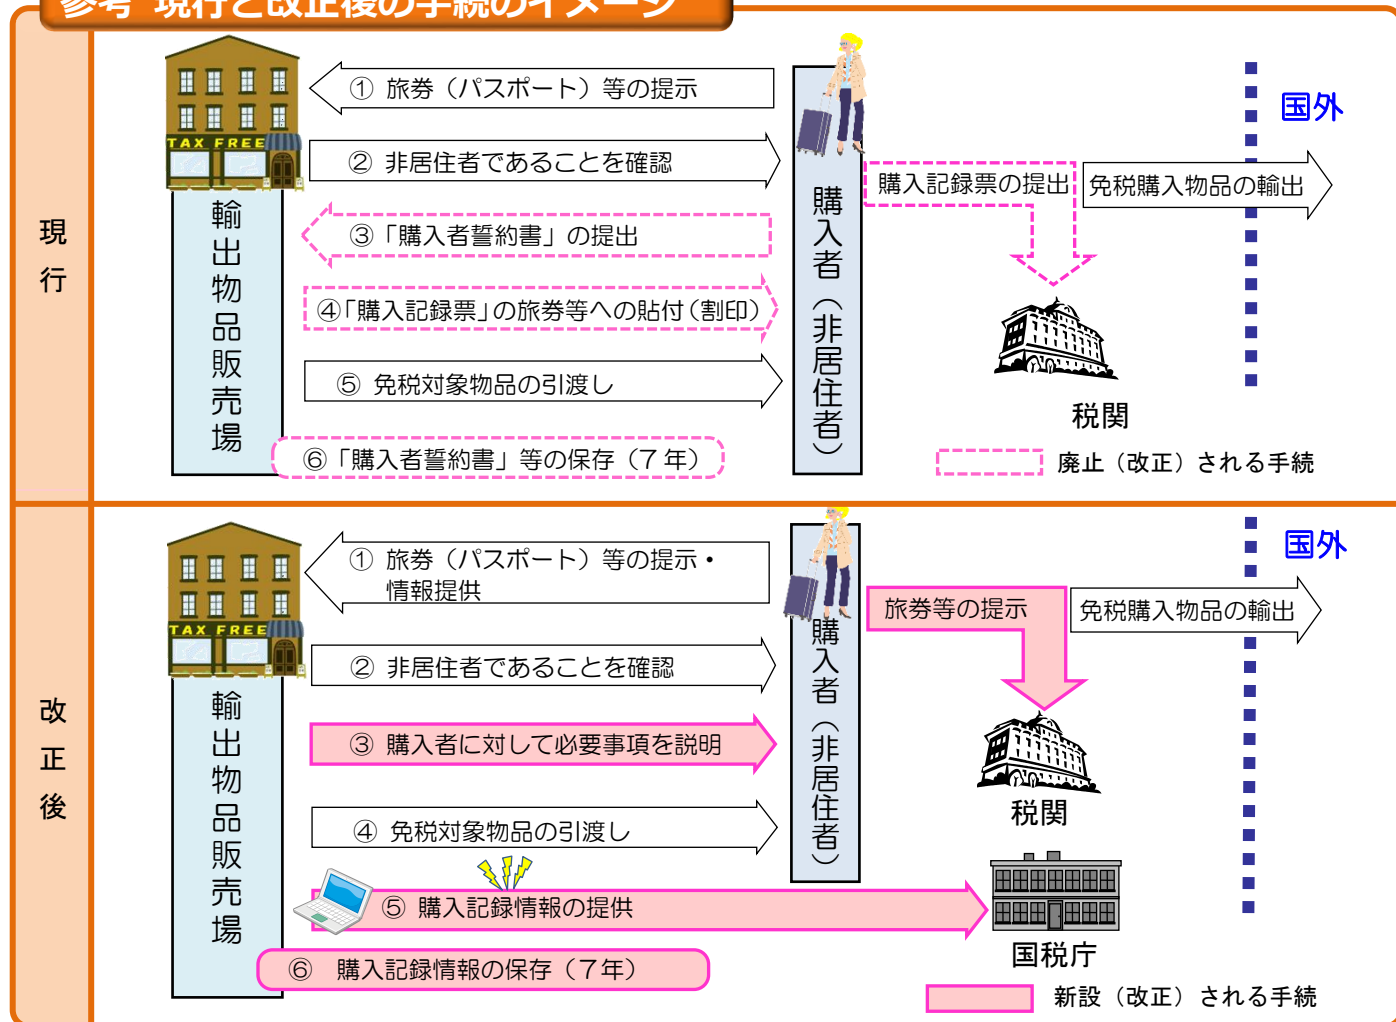 参考 現行と改正後の手続のイメージ
現行
TAX FREE
輸出物品販売場
① 旅券（パスポート）等の提示
② 非居住者であることを確認
③「購入者誓約書」の提出
④「購入記録票」の旅券等への貼付（割印）
⑤ 免税対象物品の引渡し
⑥「購入者誓約書」等の保存（７年）
購入者（非居住者）
購入記録票の提出
免税購入物品の輸出
国外
税関
廃止（改正）される手続
改正後
TAX FREE
輸出物品販売場
① 旅券（パスポート）等の提示・
情報提供
② 非居住者であることを確認
③ 購入者に対して必要事項を説明
④ 免税対象物品の引渡し
⑤ 購入記録情報の提供
⑥ 購入記録情報の保存（７年）
購入者（非居住者）
旅券等の提示
免税購入物品の輸出
国外
税関
国税庁
新設（改正）される手続